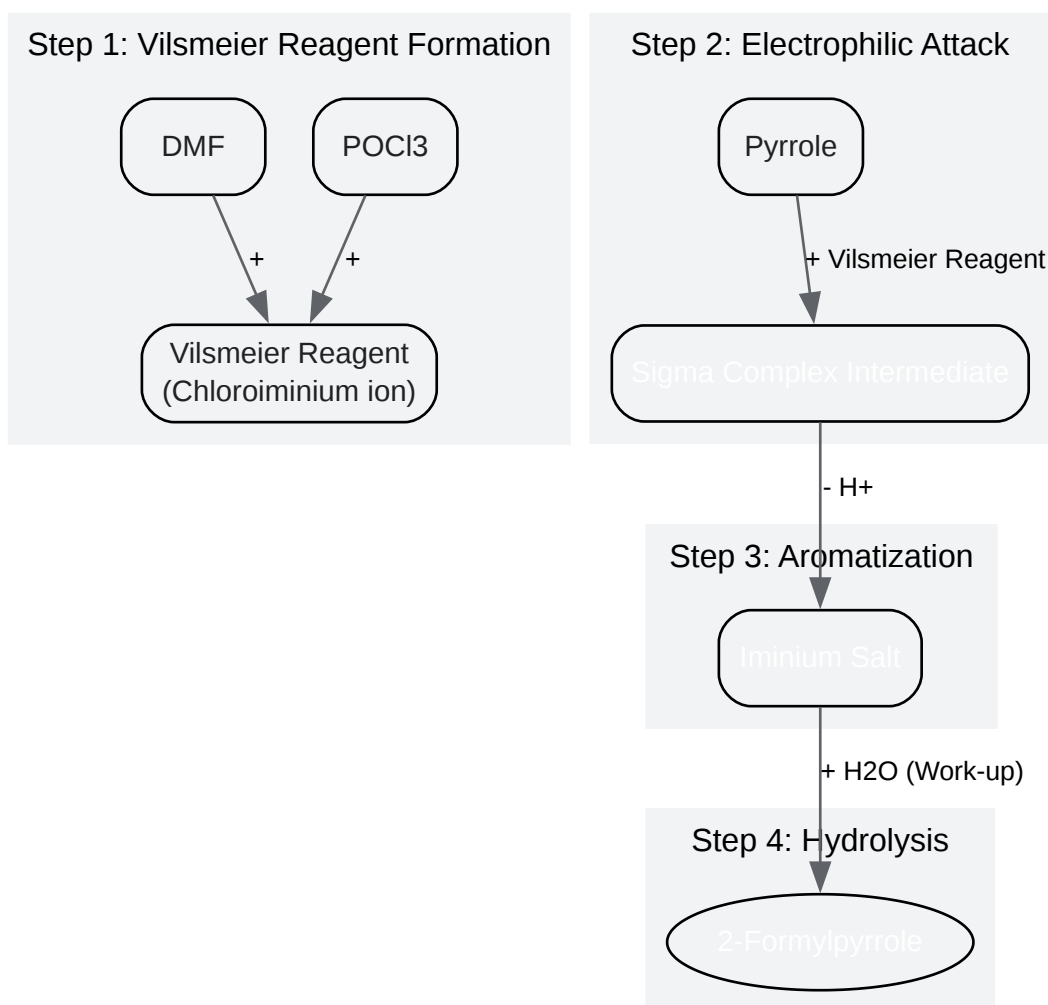 Step 1: Vilsmeier Reagent Formation
DMF
POCl3
+
+
Vilsmeier Reagent
(Chloroiminium ion)
Step 2: Electrophilic Attack
Pyrrole
+ Vilsmeier Reagent
Sigma Complex Intermediate
- H+
Step 3: Aromatization
Iminium Salt
+ H2O (Work-up)
Step 4: Hydrolysis
2-Formylpyrrole